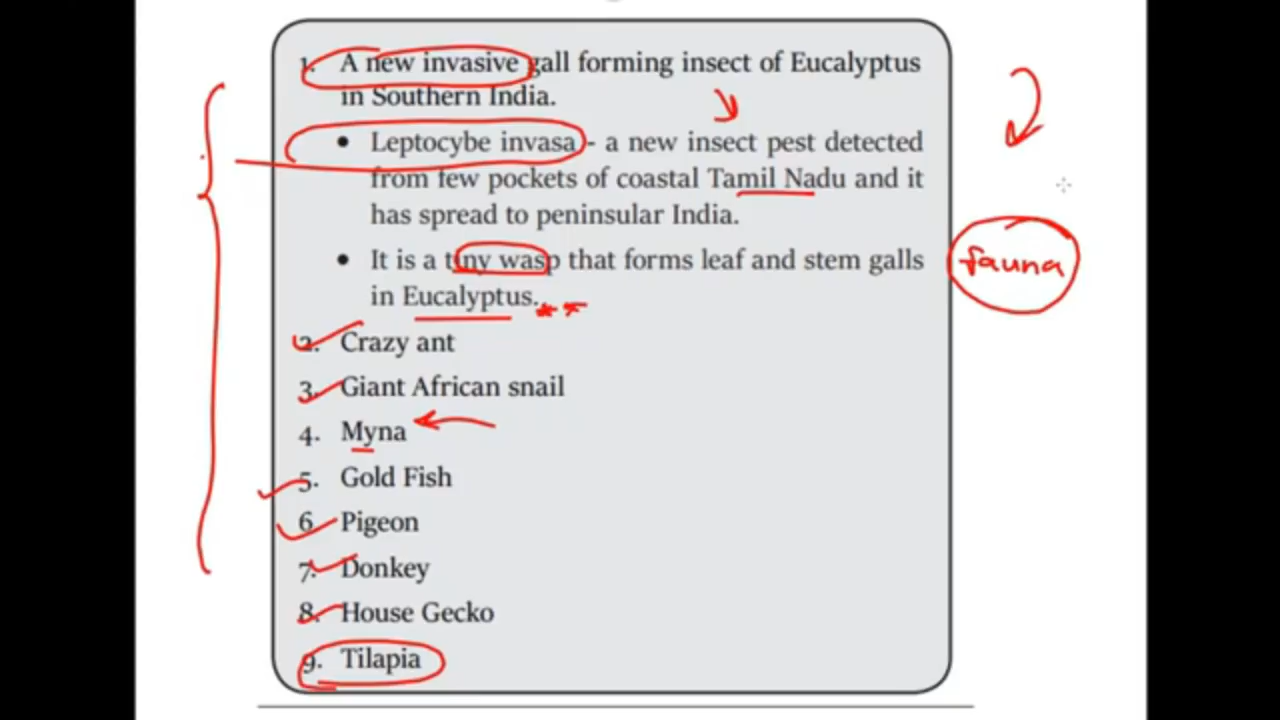 1. A new invasive gall forming insect of Eucalyptus
in Southern India.
• Leptocybe invasa - a new insect pest detected
from few pockets of coastal Tamil Nadu and it
has spread to peninsular India.
• It is a tiny wasp that forms leaf and stem galls
in Eucalyptus.
fauna
2. Crazy ant
3. Giant African snail
4. Myna
5. Gold Fish
6. Pigeon
7. Donkey
8. House Gecko
9. Tilapia